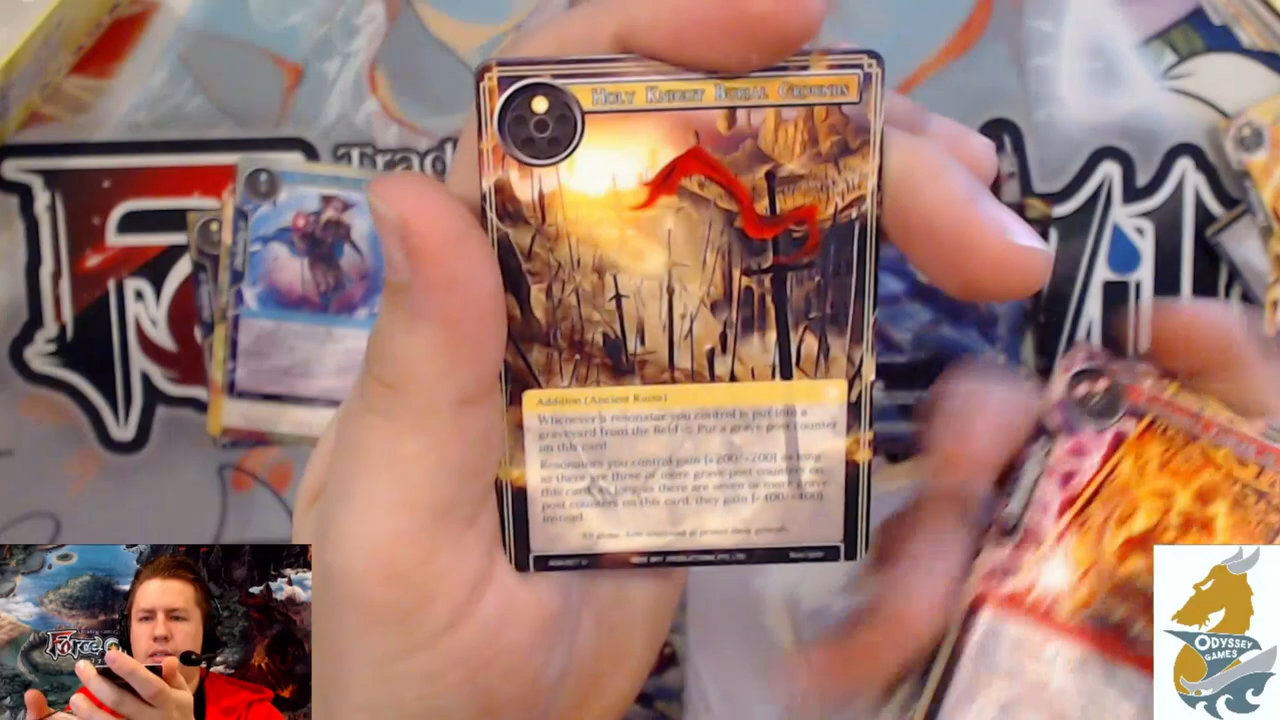 HOLY KNIGHT BURIAL GROUNDS
Trad
Addition (Ancient Ruins)
Whenever a resonator you control is put into a
graveyard from the field ⇨ Put a grave post counter
on this card.
Resonators you control gain [+200/+200] as long
as there are three or more grave post counters on
this card. As long as there are seven or more grave
post counters on this card, they gain [+400/+400]
instead.
Force
ODYSSEY
GAMES